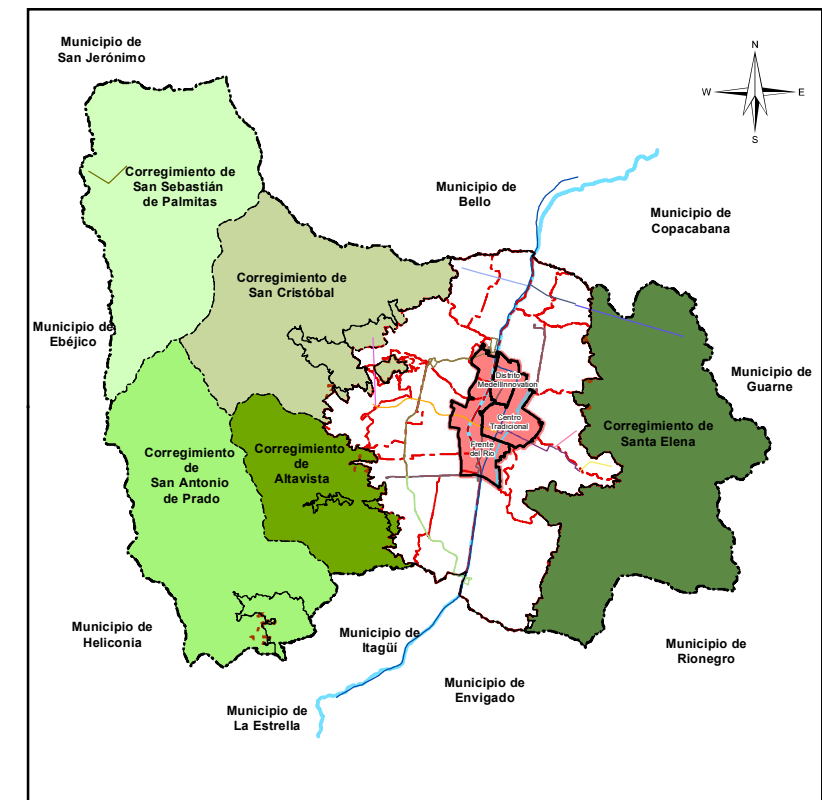 Municipio de
San Jerónimo
N
W
E
S
Corregimiento de
San Sebastián
de Palmitas
Municipio de
Bello
Municipio de
Copacabana
Corregimiento de
San Cristóbal
Municipio de
Ebéjico
Municipio de
Guarne
Distrito
Medellinnovation
Centro
Tradicional
Frente
del Río
Corregimiento de
Santa Elena
Corregimiento
de
San Antonio
de Prado
Corregimiento
de
Altavista
Municipio de
Heliconia
Municipio de
Itagüí
Municipio de
Rionegro
Municipio de
Envigado
Municipio de
La Estrella